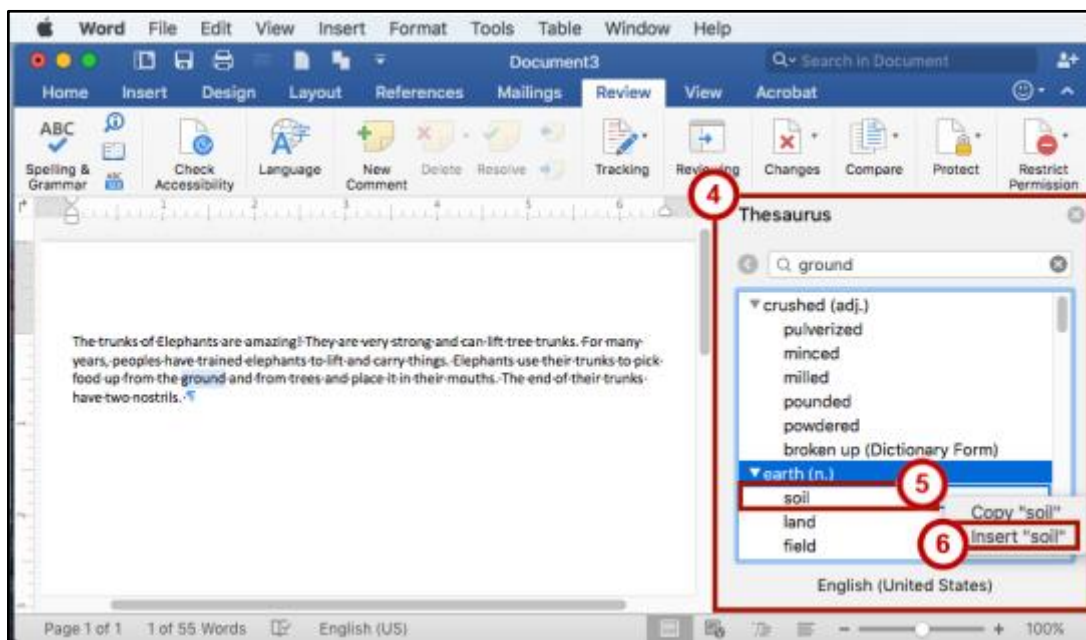 Word File Edit View Insert Format Tools Table Window Help
Document3
Search in Document
Home Insert Design Layout References Mailings Review View Acrobat
ABC
Spelling & Grammar
Check Accessibility
Language
New Comment
Delete
Resolve
Tracking
Reviewing
Changes
Compare
Protect
Restrict Permission
1 2 3 4 5 6
4
Thesaurus
ground
crushed (adj.)
pulverized
minced
milled
pounded
powdered
broken up (Dictionary Form)
earth (n.)
5
soil
land
field
Copy "soil"
6
Insert "soil"
English (United States)
The trunks of Elephants are amazing! They are very strong and can lift tree trunks. For many
years, peoples have trained elephants to lift and carry things. Elephants use their trunks to pick
food up from the ground and from trees and place it in their mouths. The end of their trunks
have two nostrils.
Page 1 of 1 1 of 55 Words English (US) 100%